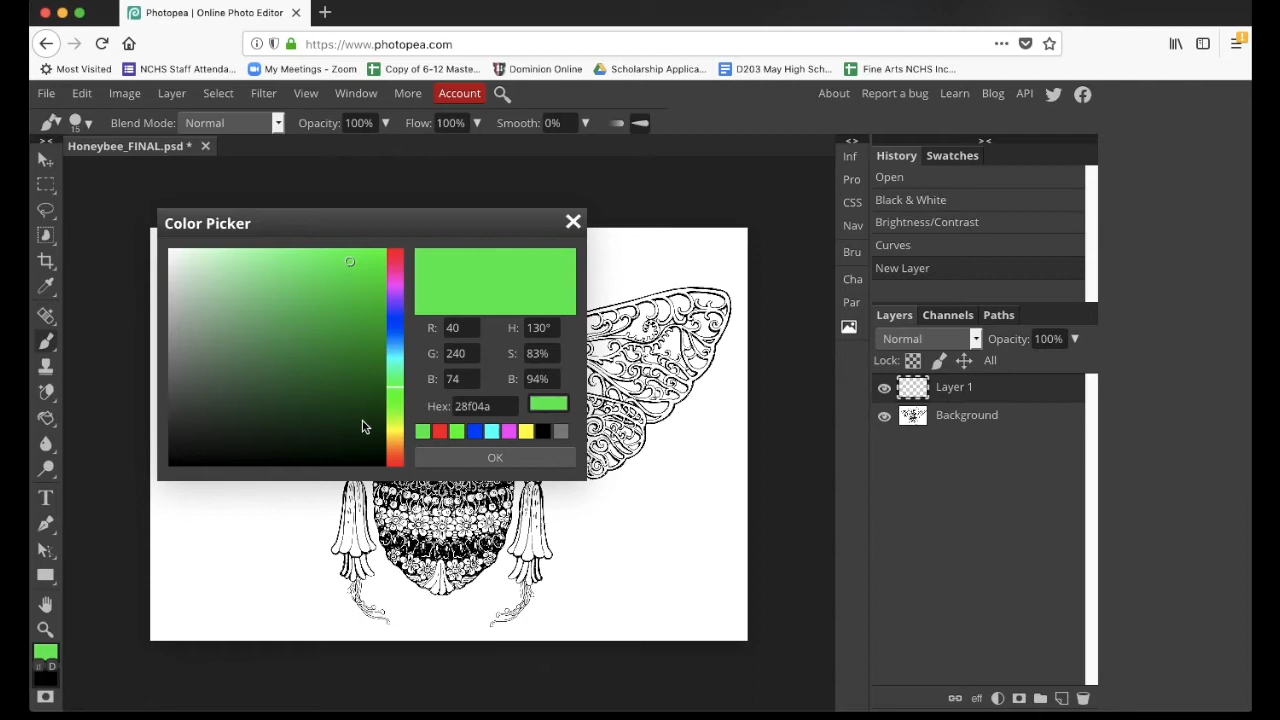 Photopea | Online Photo Editor
https://www.photopea.com
Most Visited NCHS Staff Attenda... My Meetings - Zoom Copy of 6-12 Maste... Dominion Online Scholarship Applica... D203 May High Sch... Fine Arts NCHS Inc...
File Edit Image Layer Select Filter View Window More Account About Report a bug Learn Blog API
15 Blend Mode: Normal Opacity: 100% Flow: 100% Smooth: 0%
Honeybee_FINAL.psd *
Inf
Pro
CSS
Nav
Bru
Cha
Par
History Swatches
Open
Black & White
Brightness/Contrast
Curves
New Layer
Color Picker
R: 40 H: 130°
G: 240 S: 83%
B: 74 B: 94%
Hex: 28f04a
OK
Layers Channels Paths
Normal Opacity: 100%
Lock: All
Layer 1
Background
T
D
eff